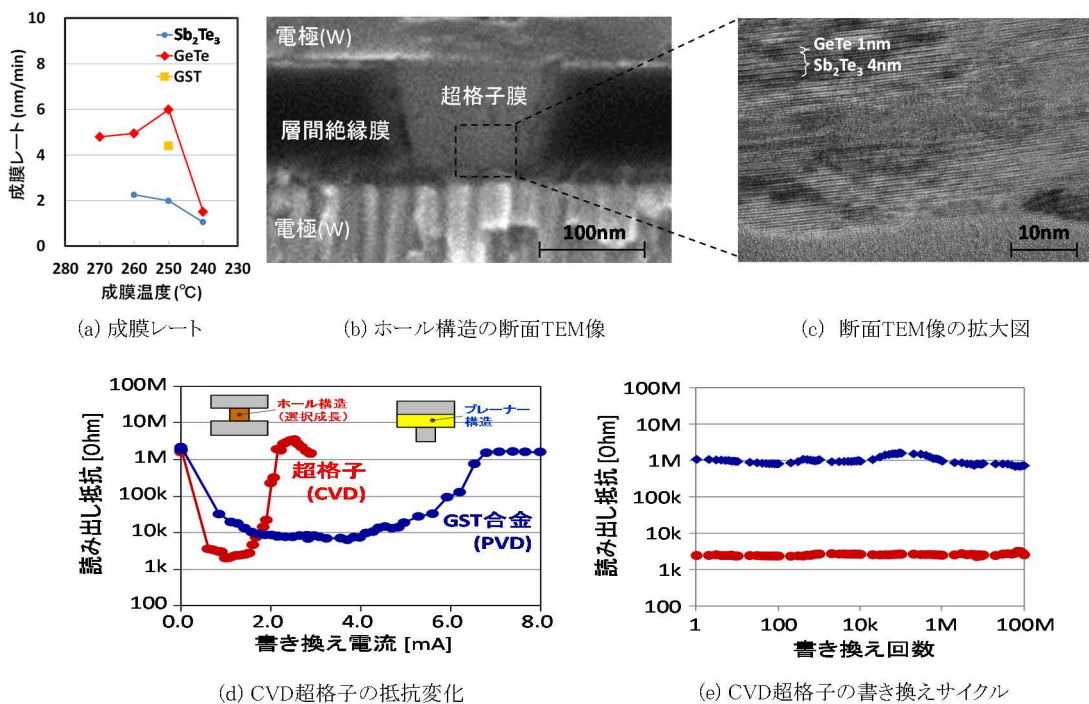 Sb₂Te₃
GeTe
GST
成膜レート (nm/min)
10
8
6
4
2
0
280 270 260 250 240 230
成膜温度(℃)
(a) 成膜レート
電極(W)
超格子膜
層間絶縁膜
電極(W)
100nm
(b) ホール構造の断面TEM像
GeTe 1nm
Sb₂Te₃ 4nm
10nm
(c) 断面TEM像の拡大図
読み出し抵抗 [Ohm]
100M
10M
1M
100k
10k
1k
100
ホール構造
(選択成長)
プレーナー
構造
超格子
(CVD)
GST合金
(PVD)
0.0 2.0 4.0 6.0 8.0
書き換え電流 [mA]
(d) CVD超格子の抵抗変化
読み出し抵抗 [Ohm]
100M
10M
1M
100k
10k
1k
100
1 100 10k 1M 100M
書き換え回数
(e) CVD超格子の書き換えサイクル